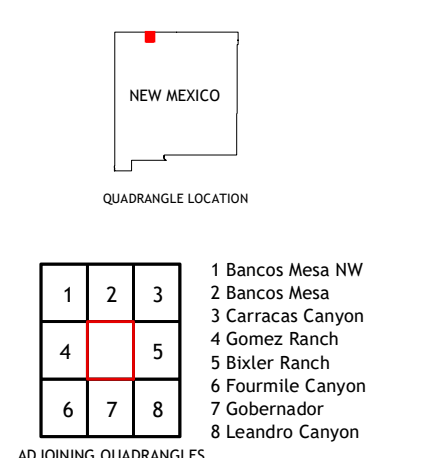 NEW MEXICO
QUADRANGLE LOCATION
1 2 3
4 5
6 7 8
1 Bancos Mesa NW
2 Bancos Mesa
3 Carracas Canyon
4 Gomez Ranch
5 Bixler Ranch
6 Fourmile Canyon
7 Gobernador
8 Leandro Canyon
ADJOINING QUADRANGLES